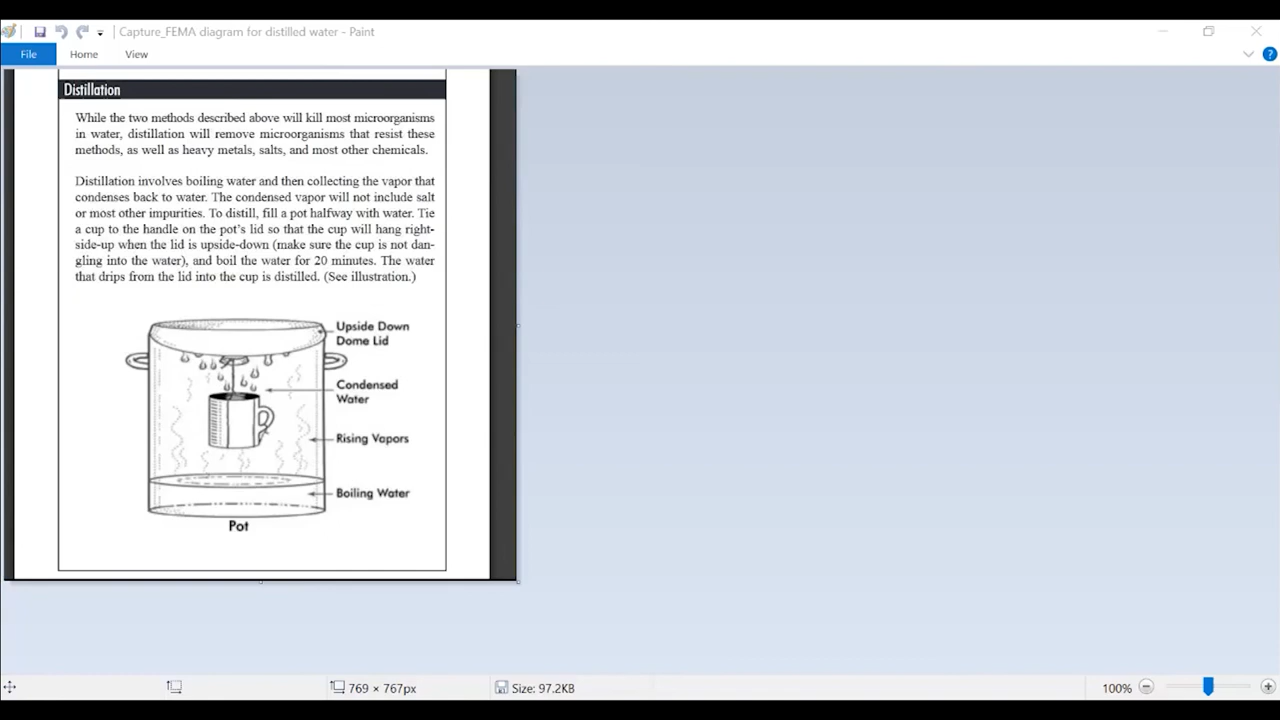 Capture_FEMA diagram for distilled water - Paint
File Home View
Distillation
While the two methods described above will kill most microorganisms
in water, distillation will remove microorganisms that resist these
methods, as well as heavy metals, salts, and most other chemicals.
Distillation involves boiling water and then collecting the vapor that
condenses back to water. The condensed vapor will not include salt
or most other impurities. To distill, fill a pot halfway with water. Tie
a cup to the handle on the pot's lid so that the cup will hang right-
side-up when the lid is upside-down (make sure the cup is not dan-
gling into the water), and boil the water for 20 minutes. The water
that drips from the lid into the cup is distilled. (See illustration.)
Upside Down
Dome Lid
Condensed
Water
Rising Vapors
Boiling Water
Pot
769 × 767px
Size: 97.2KB
100%